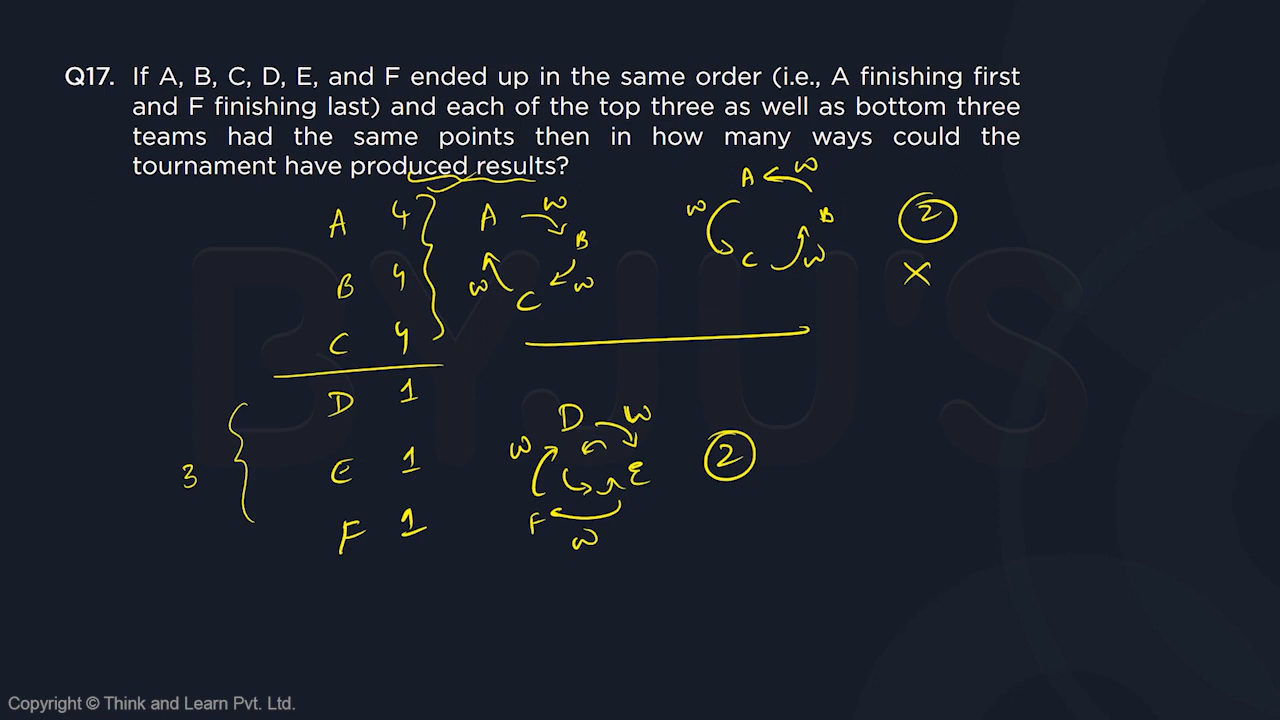 Q17. If A, B, C, D, E, and F ended up in the same order (i.e., A finishing first
and F finishing last) and each of the top three as well as bottom three
teams had the same points then in how many ways could the
tournament have produced results?
A 4
B 4
C 4
D 1
E 1
F 1
3
A W B W C W
A W B W C W
2
X
D W E W F W
2
BYJU'S
Copyright © Think and Learn Pvt. Ltd.